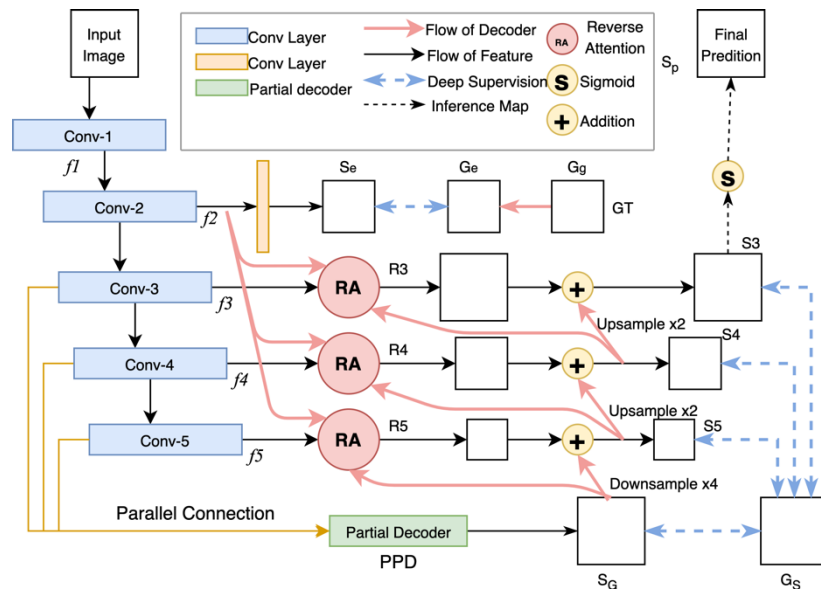 Input
Image
Conv Layer
Conv Layer
Partial decoder
Flow of Decoder
Flow of Feature
Deep Supervision
Inference Map
RA
Reverse
Attention
S
Sigmoid
+
Addition
Sp
Final
Predition
Conv-1
f1
Conv-2
f2
Se
Ge
Gg
GT
S
Conv-3
f3
RA
R3
+
S3
Upsample x2
Conv-4
f4
RA
R4
+
S4
Upsample x2
Conv-5
f5
RA
R5
+
S5
Downsample x4
Parallel Connection
Partial Decoder
PPD
SG
GS